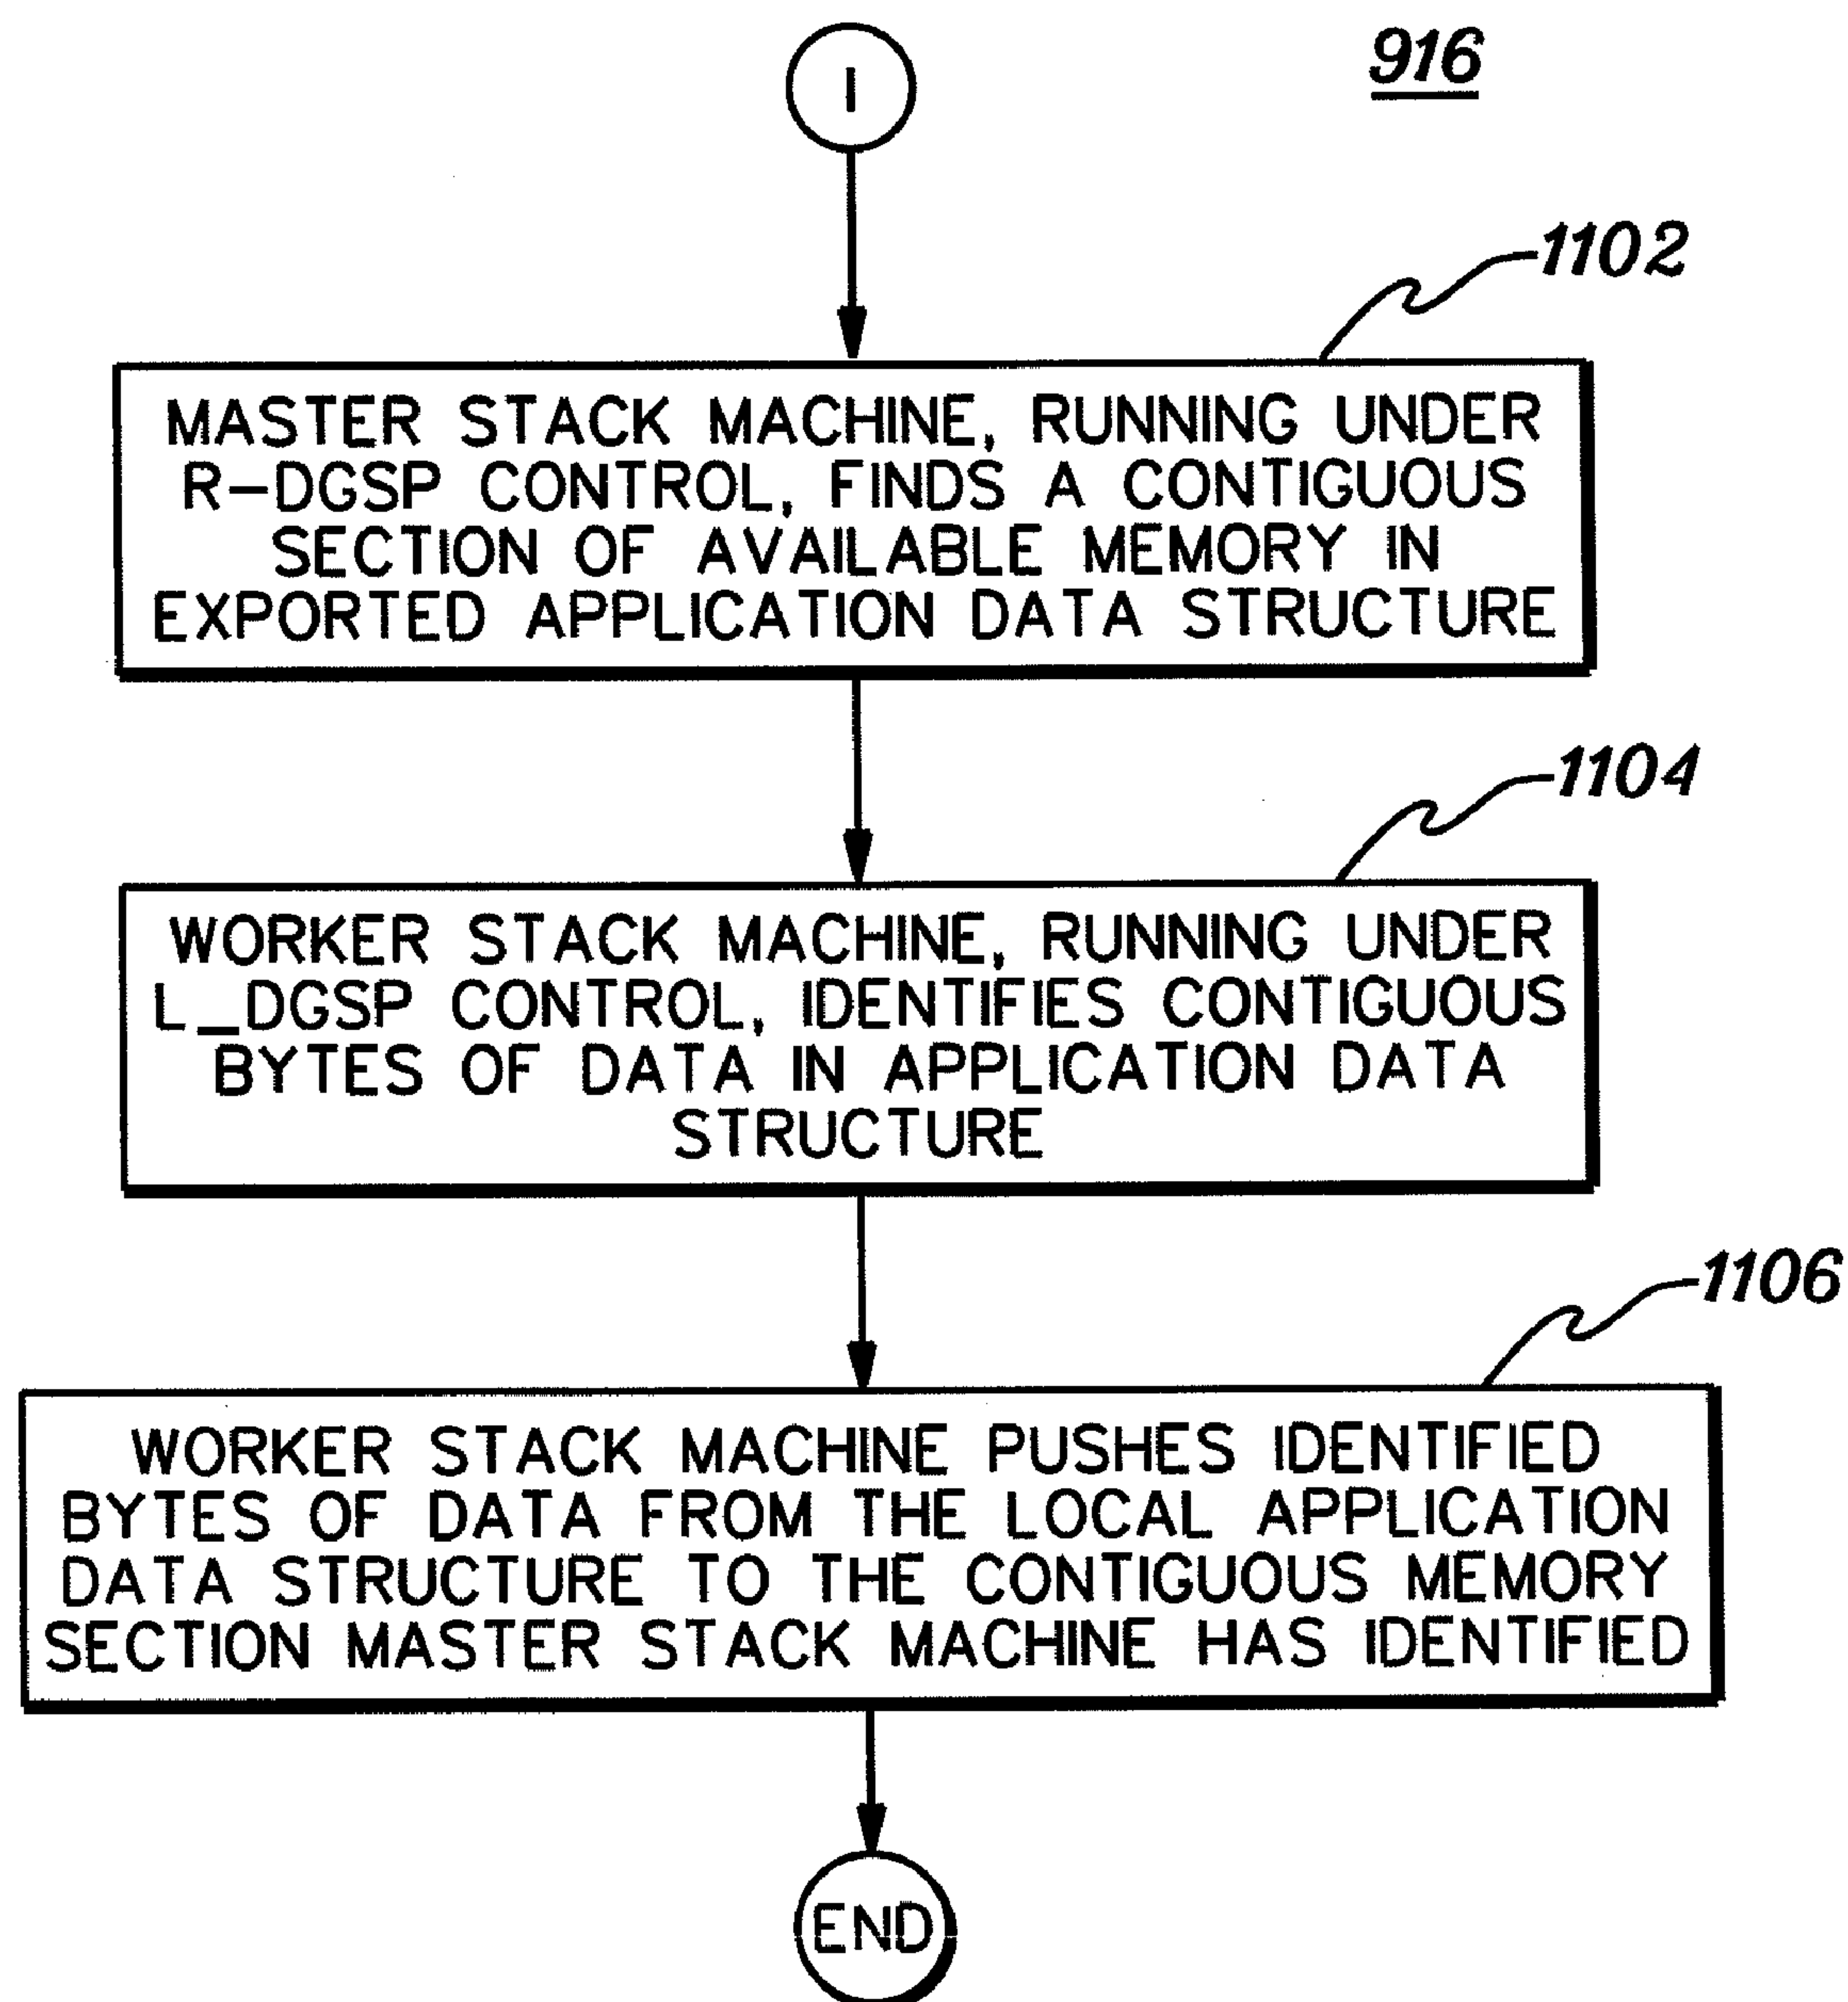 916
I
1102
MASTER STACK MACHINE, RUNNING UNDER
R-DGSP CONTROL, FINDS A CONTIGUOUS
SECTION OF AVAILABLE MEMORY IN
EXPORTED APPLICATION DATA STRUCTURE
1104
WORKER STACK MACHINE, RUNNING UNDER
L_DGSP CONTROL, IDENTIFIES CONTIGUOUS
BYTES OF DATA IN APPLICATION DATA
STRUCTURE
1106
WORKER STACK MACHINE PUSHES IDENTIFIED
BYTES OF DATA FROM THE LOCAL APPLICATION
DATA STRUCTURE TO THE CONTIGUOUS MEMORY
SECTION MASTER STACK MACHINE HAS IDENTIFIED
END